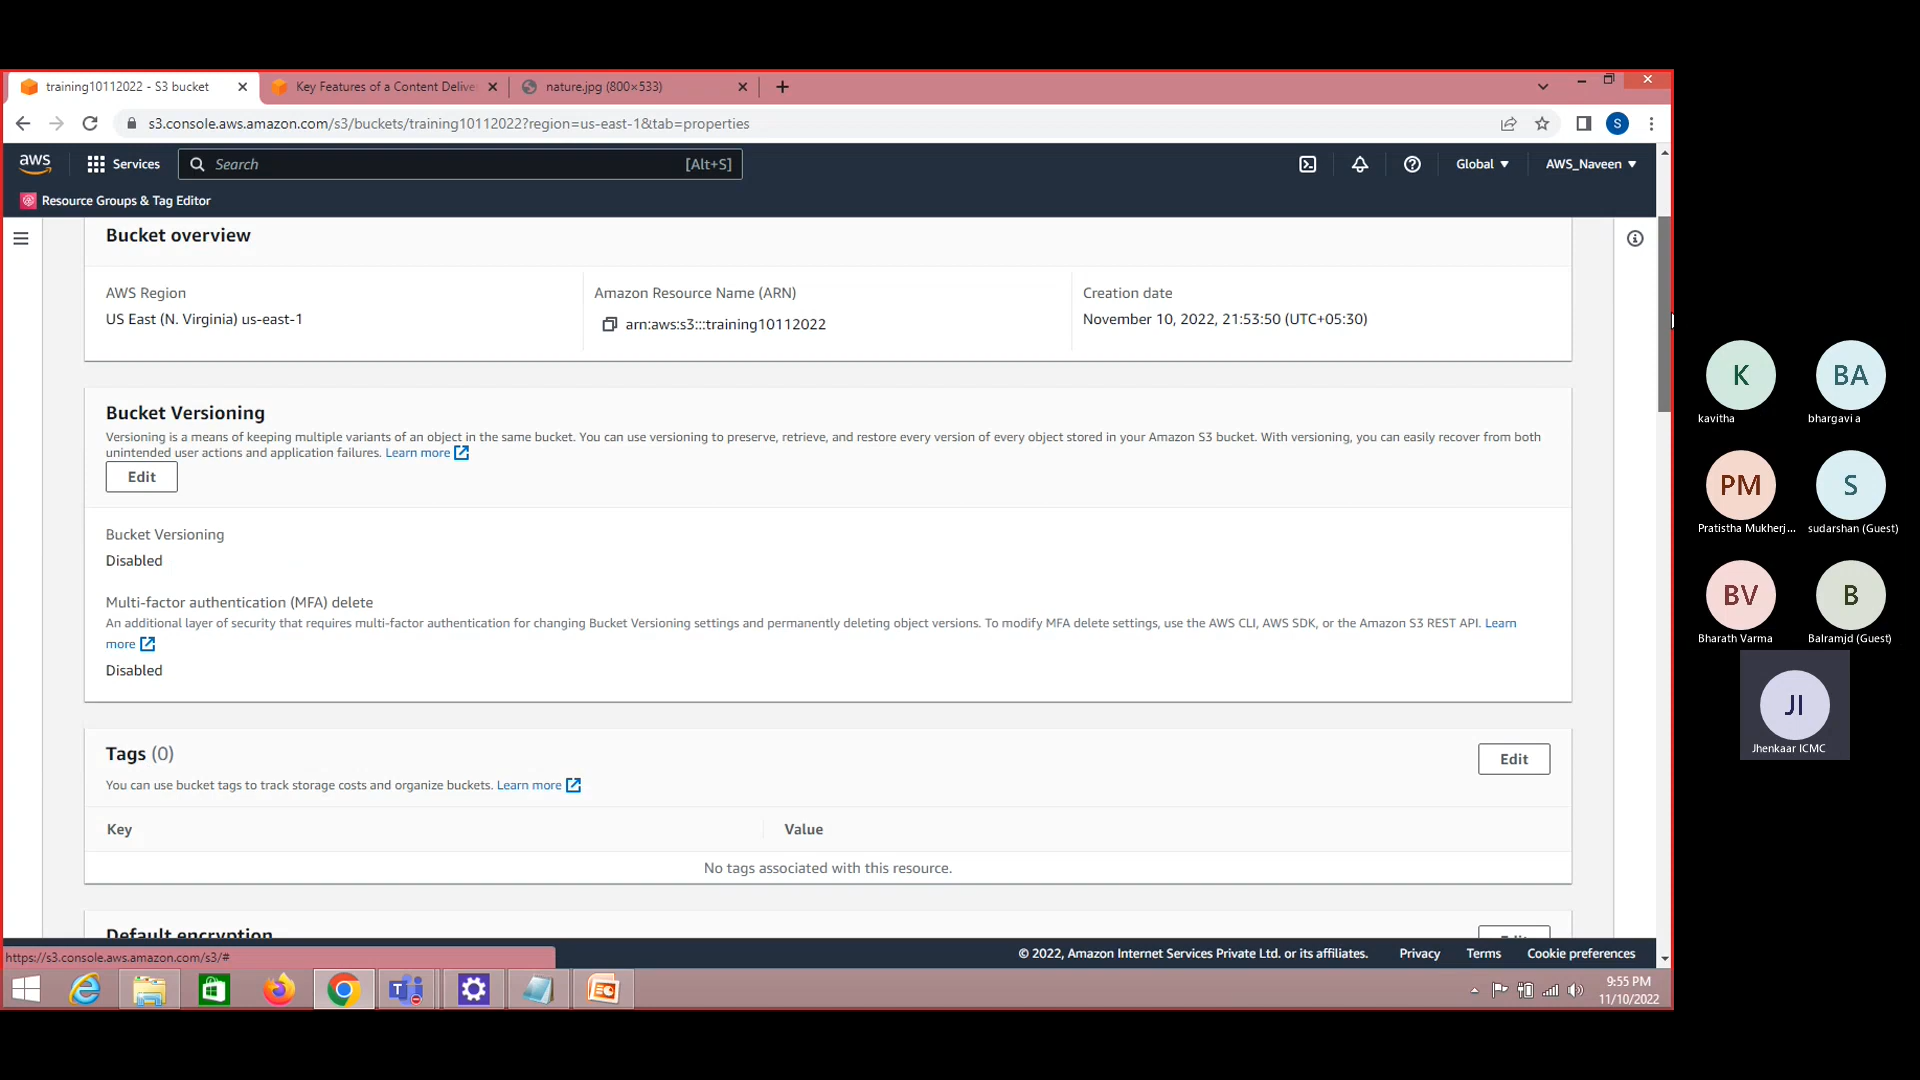 training10112022 - S3 bucket
Key Features of a Content Delive
nature.jpg (800×533)
s3.console.aws.amazon.com/s3/buckets/training10112022?region=us-east-1&tab=properties
S
aws
Services
Search
[Alt+S]
Global
AWS_Naveen
Resource Groups & Tag Editor
Bucket overview
AWS Region
US East (N. Virginia) us-east-1
Amazon Resource Name (ARN)
arn:aws:s3:::training10112022
Creation date
November 10, 2022, 21:53:50 (UTC+05:30)
Bucket Versioning
Versioning is a means of keeping multiple variants of an object in the same bucket. You can use versioning to preserve, retrieve, and restore every version of every object stored in your Amazon S3 bucket. With versioning, you can easily recover from both
unintended user actions and application failures. Learn more
Edit
Bucket Versioning
Disabled
Multi-factor authentication (MFA) delete
An additional layer of security that requires multi-factor authentication for changing Bucket Versioning settings and permanently deleting object versions. To modify MFA delete settings, use the AWS CLI, AWS SDK, or the Amazon S3 REST API. Learn
more
Disabled
Tags (0)
Edit
You can use bucket tags to track storage costs and organize buckets. Learn more
Key
Value
No tags associated with this resource.
Default encryption
Edit
https://s3.console.aws.amazon.com/s3/#
© 2022, Amazon Internet Services Private Ltd. or its affiliates.
Privacy
Terms
Cookie preferences
9:55 PM
11/10/2022
K
kavitha
BA
bhargavi a
PM
Pratistha Mukherj...
S
sudarshan (Guest)
BV
Bharath Varma
B
Balramjd (Guest)
JI
Jhenkaar ICMC